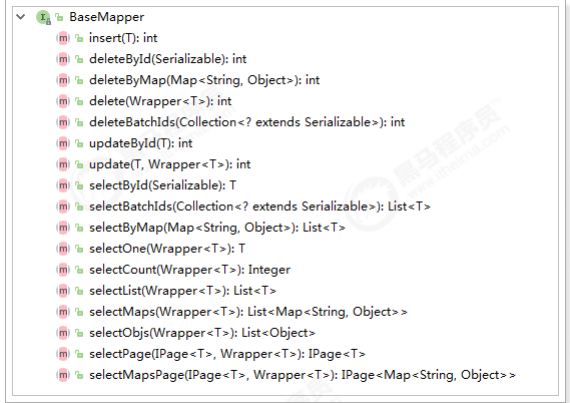 BaseMapper
insert(T): int
deleteById(Serializable): int
deleteByMap(Map<String, Object>): int
delete(Wrapper<T>): int
deleteBatchIds(Collection<? extends Serializable>): int
updateById(T): int
update(T, Wrapper<T>): int
selectById(Serializable): T
selectBatchIds(Collection<? extends Serializable>): List<T>
selectByMap(Map<String, Object>): List<T>
selectOne(Wrapper<T>): T
selectCount(Wrapper<T>): Integer
selectList(Wrapper<T>): List<T>
selectMaps(Wrapper<T>): List<Map<String, Object>>
selectObjs(Wrapper<T>): List<Object>
selectPage(IPage<T>, Wrapper<T>): IPage<T>
selectMapsPage(IPage<T>, Wrapper<T>): IPage<Map<String, Object>>
黑马程序员
www.itheima.com